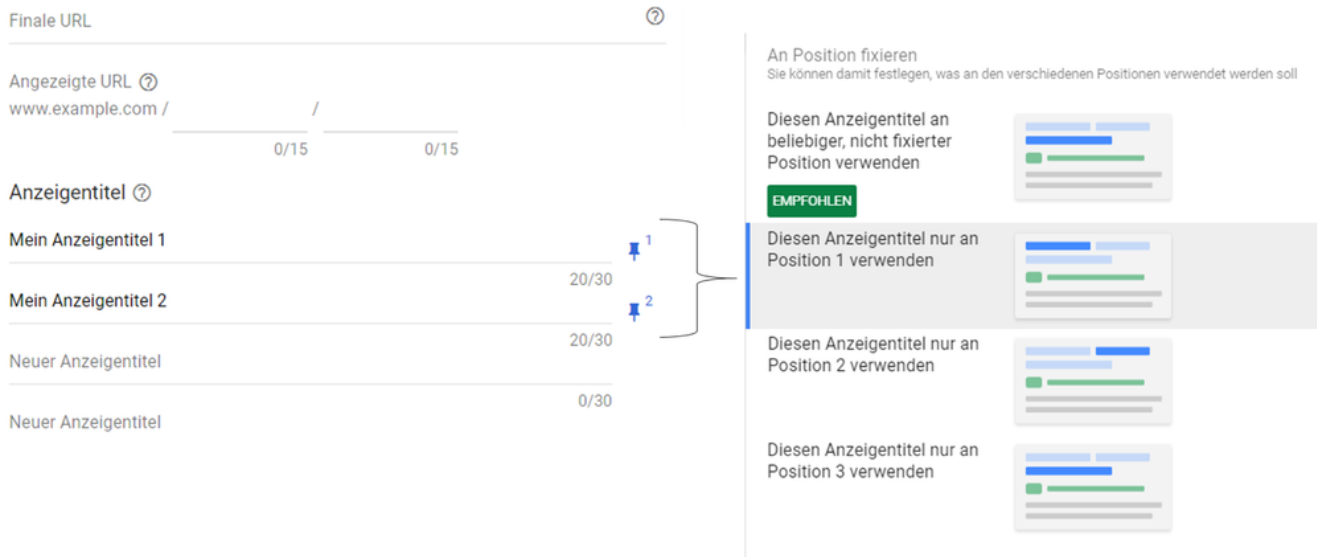 Finale URL
Angezeigte URL
www.example.com / /
0/15 0/15
Anzeigentitel
Mein Anzeigentitel 1
1
20/30
Mein Anzeigentitel 2
2
20/30
Neuer Anzeigentitel
0/30
Neuer Anzeigentitel
An Position fixieren
Sie können damit festlegen, was an den verschiedenen Positionen verwendet werden soll
Diesen Anzeigentitel an
beliebiger, nicht fixierter
Position verwenden
EMPFOHLEN
Diesen Anzeigentitel nur an
Position 1 verwenden
Diesen Anzeigentitel nur an
Position 2 verwenden
Diesen Anzeigentitel nur an
Position 3 verwenden